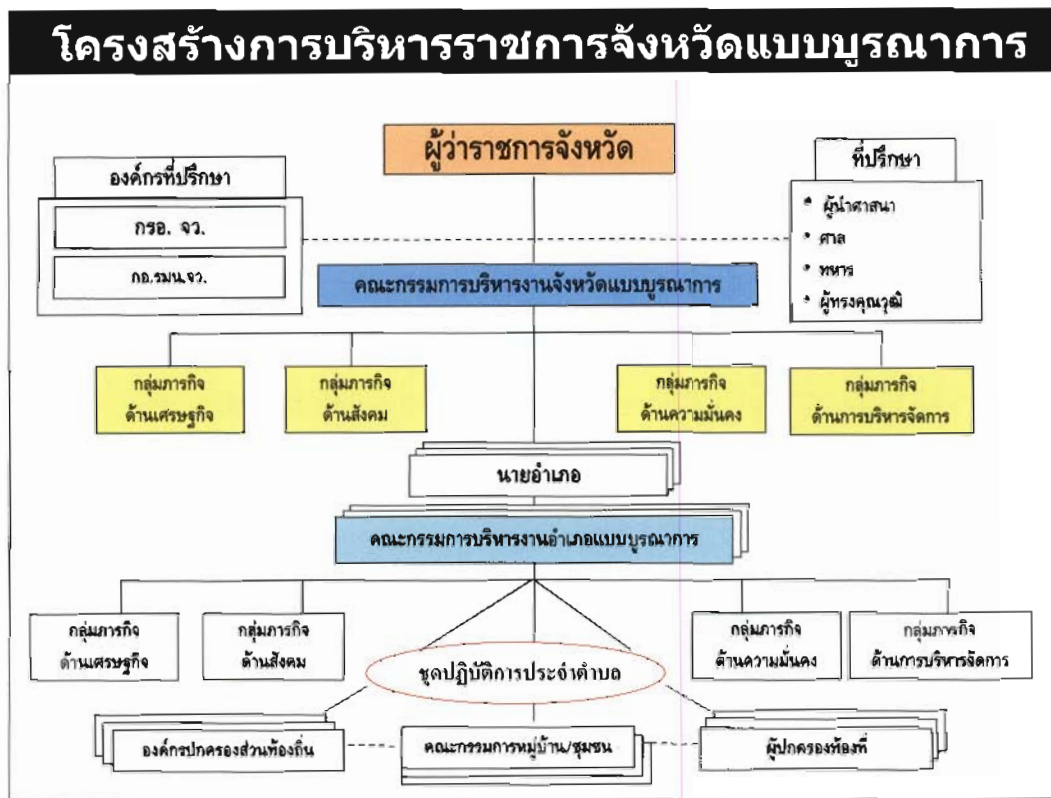 โครงสร้างการบริหารราชการจังหวัดแบบบูรณาการ
ผู้ว่าราชการจังหวัด
องค์กรที่ปรึกษา
กรอ. จว.
กอ.รมน.จว.
ที่ปรึกษา
• ผู้นำศาสนา
• ศาล
• ทหาร
• ผู้ทรงคุณวุฒิ
คณะกรรมการบริหารงานจังหวัดแบบบูรณาการ
กลุ่มภารกิจ
ด้านเศรษฐกิจ
กลุ่มภารกิจ
ด้านสังคม
กลุ่มภารกิจ
ด้านความมั่นคง
กลุ่มภารกิจ
ด้านการบริหารจัดการ
นายอำเภอ
คณะกรรมการบริหารงานอำเภอแบบบูรณาการ
กลุ่มภารกิจ
ด้านเศรษฐกิจ
กลุ่มภารกิจ
ด้านสังคม
กลุ่มภารกิจ
ด้านความมั่นคง
กลุ่มภารกิจ
ด้านการบริหารจัดการ
ชุดปฏิบัติการประจำตำบล
องค์กรปกครองส่วนท้องถิ่น
คณะกรรมการหมู่บ้าน/ชุมชน
ผู้ปกครองท้องที่